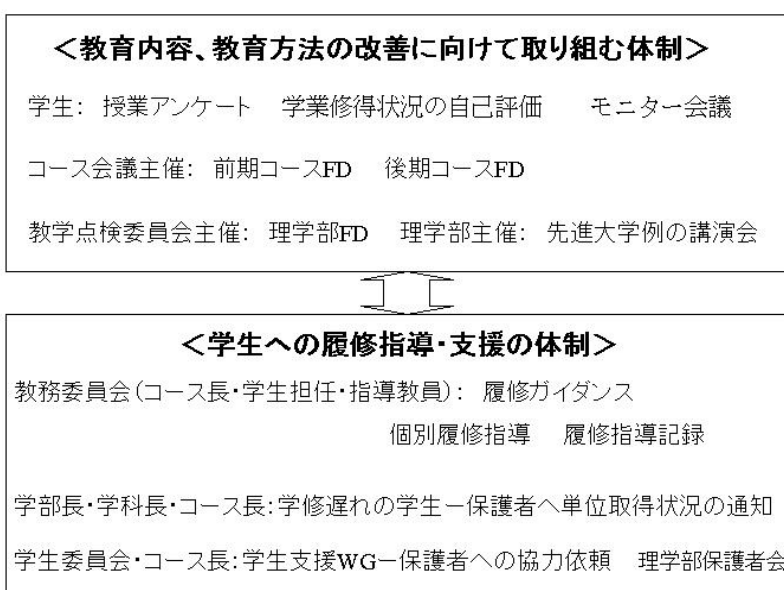 ＜教育内容、教育方法の改善に向けて取り組む体制＞
学生： 授業アンケート 学業修得状況の自己評価 モニター会議
コース会議主催： 前期コースFD 後期コースFD
教学点検委員会主催： 理学部FD 理学部主催： 先進大学例の講演会
＜学生への履修指導・支援の体制＞
教務委員会（コース長・学生担任・指導教員）： 履修ガイダンス
個別履修指導 履修指導記録
学部長・学科長・コース長：学修遅れの学生ー保護者へ単位取得状況の通知
学生委員会・コース長：学生支援WGー保護者への協力依頼 理学部保護者会